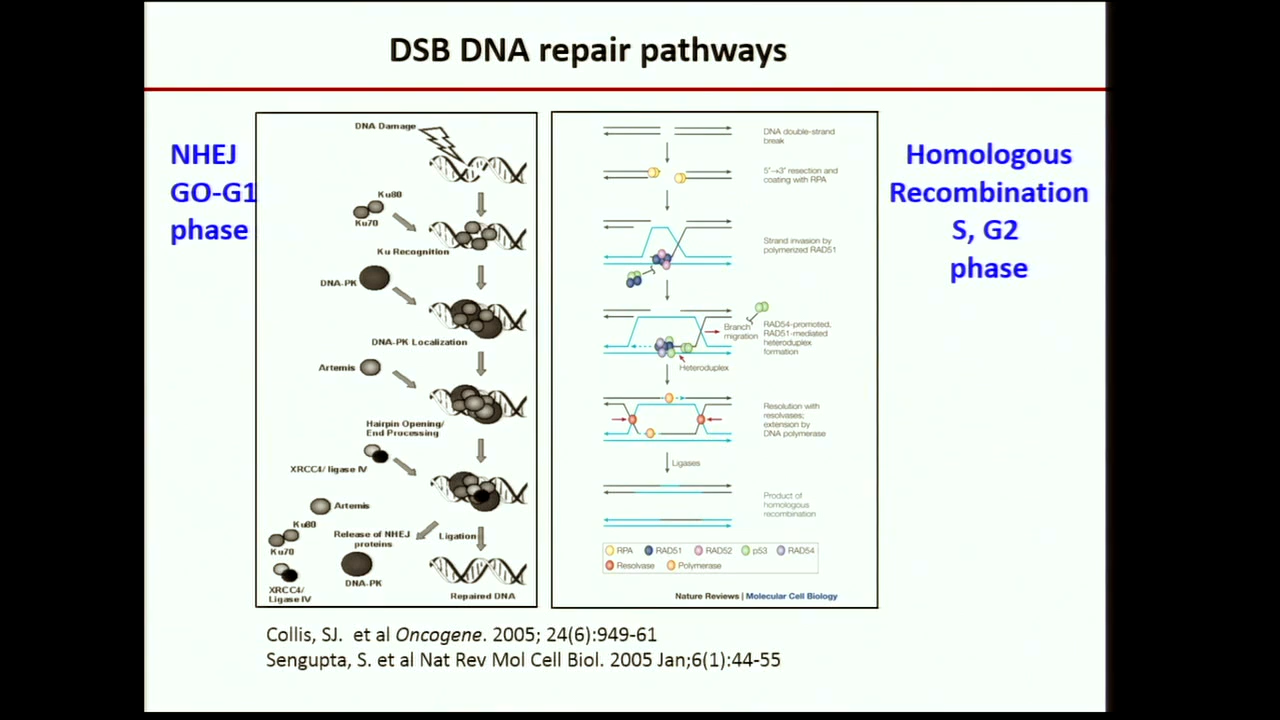 DSB DNA repair pathways
NHEJ
GO-G1
phase
DNA Damage
Ku80
Ku70
Ku Recognition
DNA-PK
DNA-PK Localization
Artemis
Hairpin Opening/
End Processing
XRCC4/ ligase IV
Artemis
Ku80
Ku70
Release of NHEJ
proteins
Ligation
DNA-PK
XRCC4/
Ligase IV
Repaired DNA
DNA double-strand
break
5'→3' resection and
coating with RPA
Strand invasion by
polymerized RAD51
Branch
migration
RAD54-promoted,
RAD51-mediated
heteroduplex
formation
Heteroduplex
Resolution with
resolvases;
extension by
DNA polymerase
Ligases
Product of
homologous
recombination
RPA RAD51 RAD52 p53 RAD54
Resolvase Polymerase
Nature Reviews | Molecular Cell Biology
Homologous
Recombination
S, G2
phase
Collis, SJ. et al Oncogene. 2005; 24(6):949-61
Sengupta, S. et al Nat Rev Mol Cell Biol. 2005 Jan;6(1):44-55